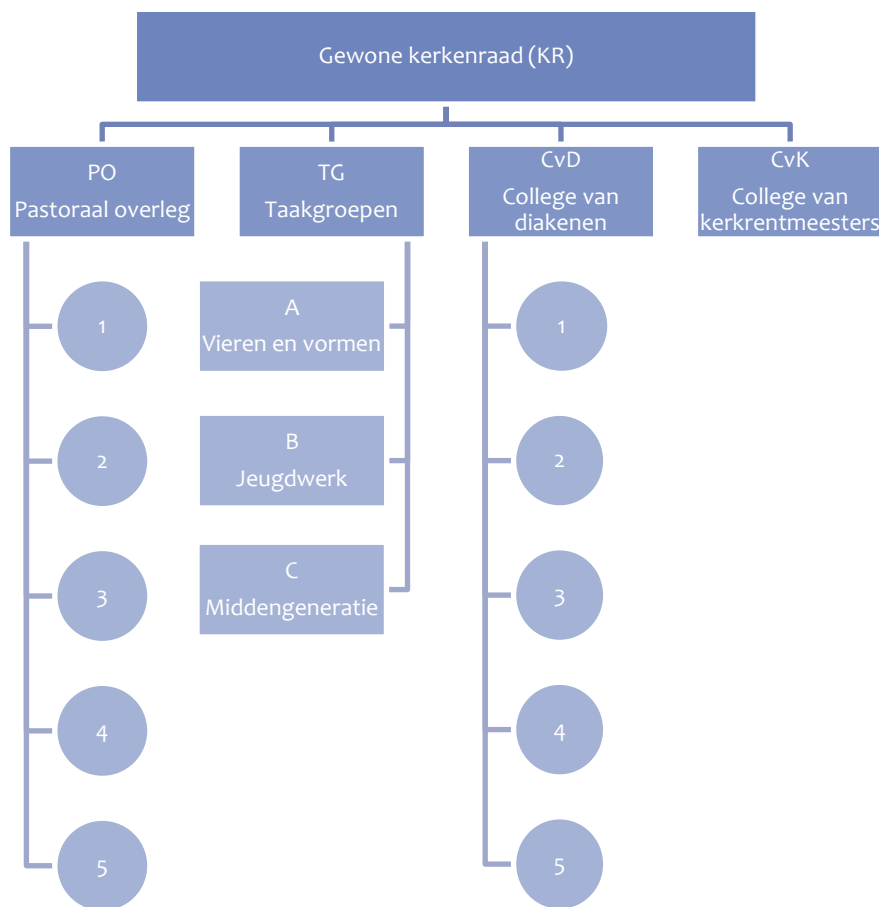 Gewone kerkenraad (KR)
PO
Pastoraal overleg
TG
Taakgroepen
CvD
College van
diakenen
CvK
College van
kerkrentmeesters
1
2
3
4
5
A
Vieren en vormen
B
Jeugdwerk
C
Middengeneratie
1
2
3
4
5